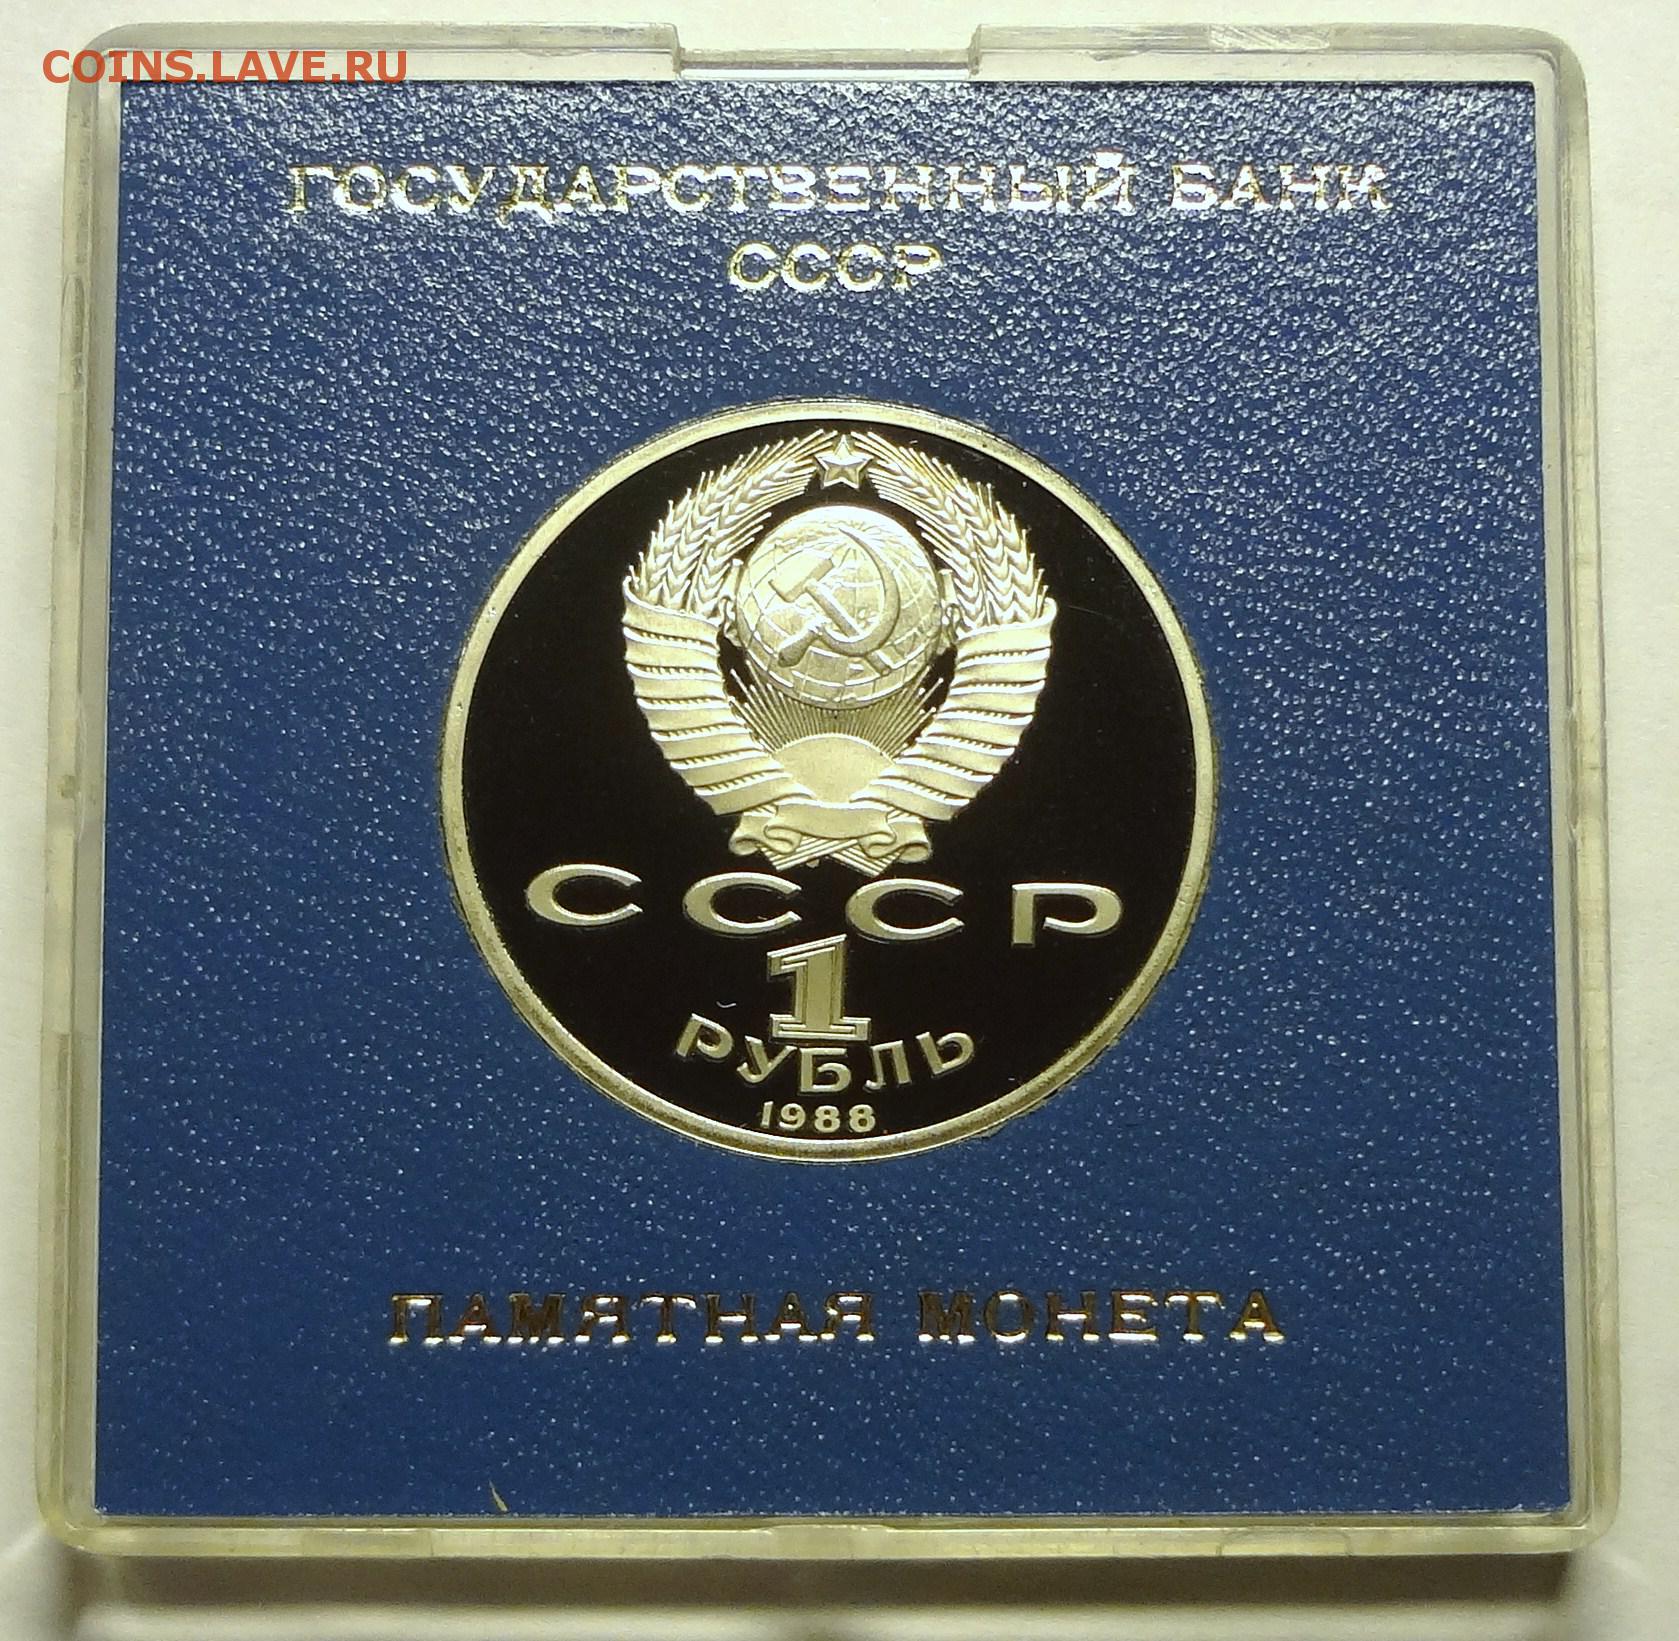 COINS.LAVE.RU
ГОСУДАРСТВЕННЫЙ БАНК
СССР
СССР
1
РУБЛЬ
1988
ПАМЯТНАЯ МОНЕТА